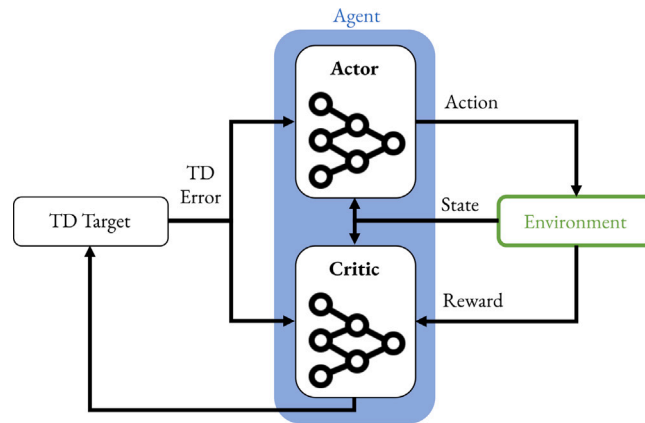 Agent
Actor
Action
TD
Error
TD Target
State
Environment
Critic
Reward